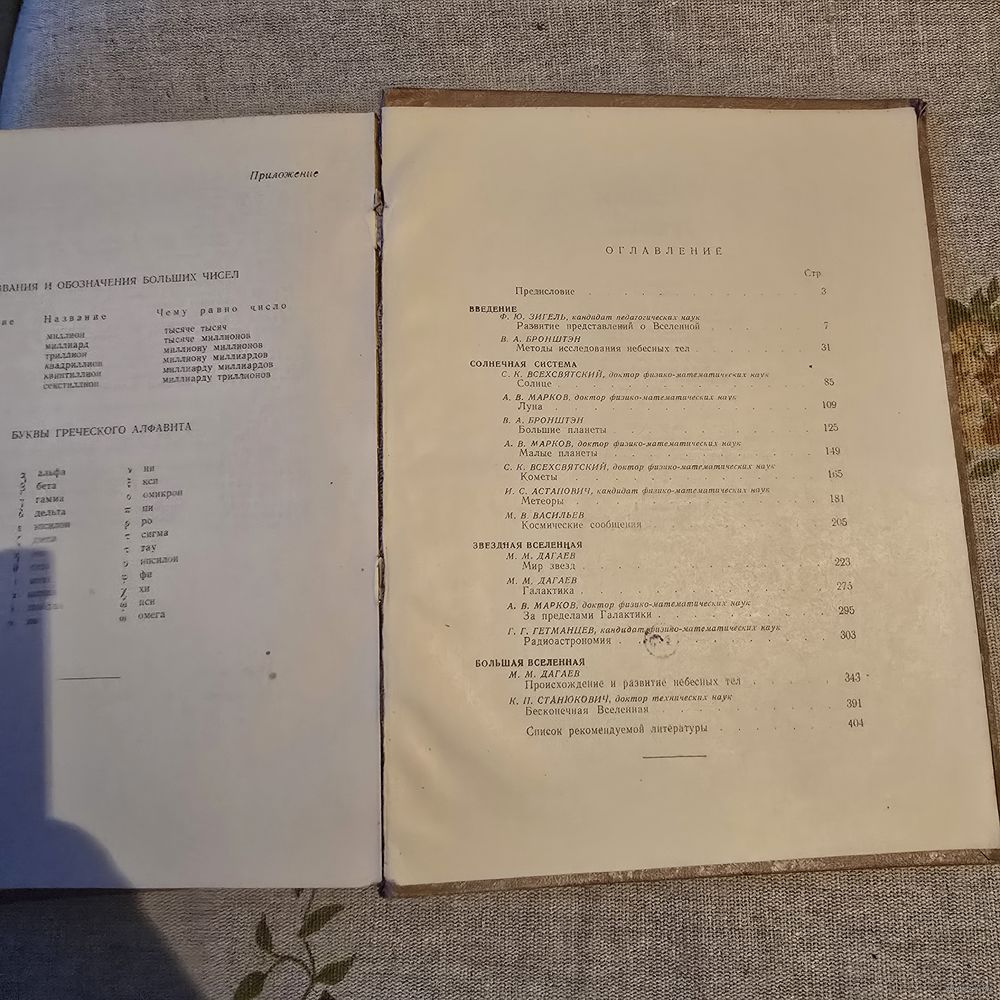 Приложение
ВАНИЯ И ОБОЗНАЧЕНИЯ БОЛЬШИХ ЧИСЕЛ
ие Название Чему равно число
миллион тысяче тысяч
миллиард тысяче миллионов
триллион миллиону миллионов
квадриллион миллиону миллиардов
квинтиллион миллиарду миллиардов
секстиллион миллиарду триллионов
БУКВЫ ГРЕЧЕСКОГО АЛФАВИТА
альфа ν ни
бета кси
гамма омикрон
дельта пи
эпсилон ро
сигма
тау
ипсилон
фи
χ хи
пси
омега
ОГЛАВЛЕНИЕ
Стр
Предисловие 3
ВВЕДЕНИЕ
Ф. Ю. ЗИГЕЛЬ, кандидат педагогических наук
Развитие представлений о Вселенной 7
В. А. БРОНШТЭН
Методы исследования небесных тел 31
СОЛНЕЧНАЯ СИСТЕМА
С. К. ВСЕХСВЯТСКИЙ, доктор физико-математических наук
Солнце 85
А. В. МАРКОВ, доктор физико-математических наук
Луна 109
В. А. БРОНШТЭН
Большие планеты 125
А. В. МАРКОВ, доктор физико-математических наук
Малые планеты 149
С. К. ВСЕХСВЯТСКИЙ, доктор физико-математических наук
Кометы 165
И. С. АСТАПОВИЧ, кандидат физико-математических наук
Метеоры 181
М. В. ВАСИЛЬЕВ
Космические сообщения 205
ЗВЕЗДНАЯ ВСЕЛЕННАЯ
М. М. ДАГАЕВ
Мир звезд 223
М. М. ДАГАЕВ
Галактика 275
А. В. МАРКОВ, доктор физико-математических наук
За пределами Галактики 295
Г. Г. ГЕТМАНЦЕВ, кандидат физико-математических наук
Радиоастрономия 303
БОЛЬШАЯ ВСЕЛЕННАЯ
М. М. ДАГАЕВ
Происхождение и развитие небесных тел 343
К. П. СТАНЮКОВИЧ, доктор технических наук
Бесконечная Вселенная 391
Список рекомендуемой литературы 404